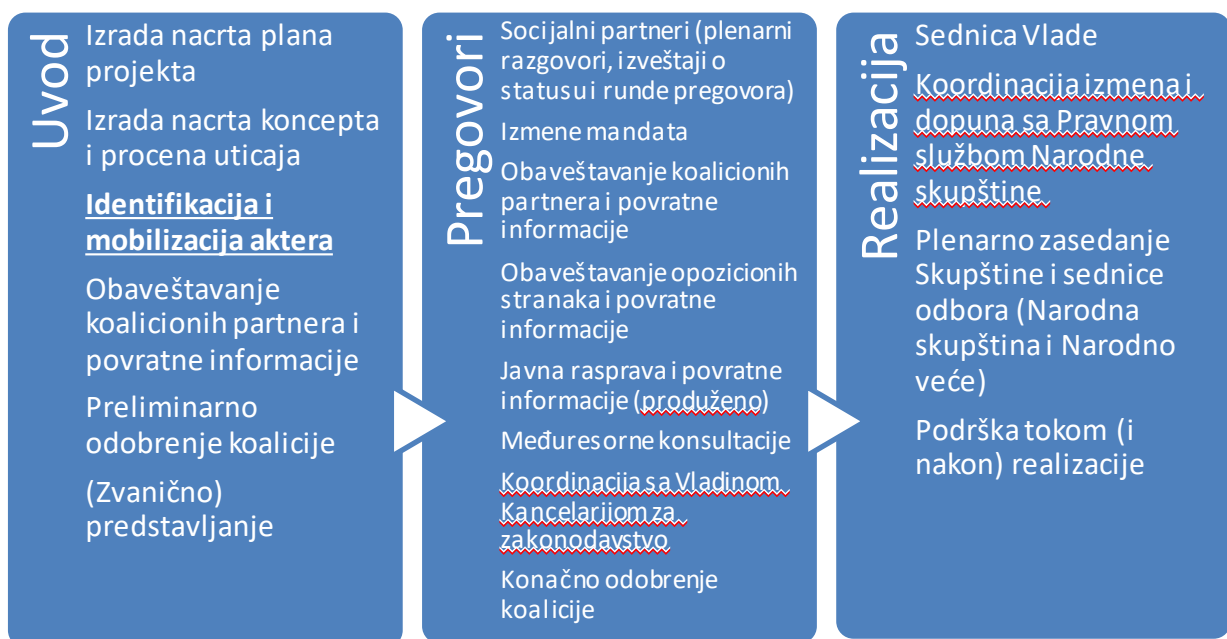 Uvod
Izrada nacrta plana
projekta
Izrada nacrta koncepta
i procena uticaja
Identifikacija i
mobilizacija aktera
Obaveštavanje
koalicionih partnera i
povratne informacije
Preliminarno
odobrenje koalicije
(Zvanično)
predstavljanje
Pregovori
Socijalni partneri (plenarni
razgovori, izveštaji o
statusu i runde pregovora)
Izmene mandata
Obaveštavanje koalicionih
partnera i povratne
informacije
Obaveštavanje opozicionih
stranaka i povratne
informacije
Javna rasprava i povratne
informacije (produženo)
Međuresorne konsultacije
Koordinacija sa Vladinom
Kancelarijom za
zakonodavstvo
Konačno odobrenje
koalicije
Realizacija
Sednica Vlade
Koordinacija izmena i
dopuna sa Pravnom
službom Narodne
skupštine
Plenarno zasedanje
Skupštine i sednice
odbora (Narodna
skupština i Narodno
veće)
Podrška tokom (i
nakon) realizacije